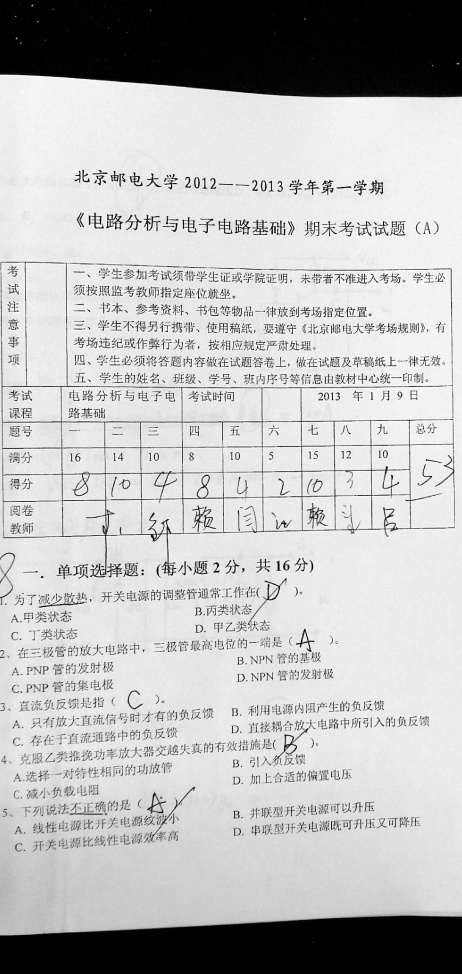 北京邮电大学 2012——2013 学年第一学期
《电路分析与电子电路基础》期末考试试题（A）
考试注意事项
一、学生参加考试须带学生证或学院证明，未带者不准进入考场。学生必
须按照监考教师指定座位就坐。
二、书本、参考资料、书包等物品一律放到考场指定位置。
三、学生不得另行携带、使用稿纸，要遵守《北京邮电大学考场规则》，有
考场违纪或作弊行为者，按相应规定严肃处理。
四、学生必须将答题内容做在试题答卷上，做在试题及草稿纸上一律无效。
五、学生的姓名、班级、学号、班内序号等信息由教材中心统一印制。
考试课程 电路分析与电子电路基础 考试时间 2013 年 1 月 9 日
题号 一 二 三 四 五 六 七 八 九 总分
满分 16 14 10 8 10 5 15 12 10
得分 8 10 4 8 4 2 10 3 4 53
阅卷教师 赖 闫 赖 吕
8 一．单项选择题：(每小题 2 分，共 16 分)
1. 为了减少散热，开关电源的调整管通常工作在( D )。
A.甲类状态 B.丙类状态
C. 丁类状态 D. 甲乙类状态
2、在三极管的放大电路中，三极管最高电位的一端是（ A ）。
A. PNP 管的发射极 B. NPN 管的基极
C. PNP 管的集电极 D. NPN 管的发射极
3、直流负反馈是指（ C ）。
A. 只有放大直流信号时才有的负反馈 B. 利用电源内阻产生的负反馈
C. 存在于直流通路中的负反馈 D. 直接耦合放大电路中所引入的负反馈
4、克服乙类推挽功率放大器交越失真的有效措施是( B )。
A.选择一对特性相同的功放管 B. 引入负反馈
C. 减小负载电阻 D. 加上合适的偏置电压
5、下列说法不正确的是（ A ）
A. 线性电源比开关电源纹波小 B. 并联型开关电源可以升压
C. 开关电源比线性电源效率高 D. 串联型开关电源既可升压又可降压